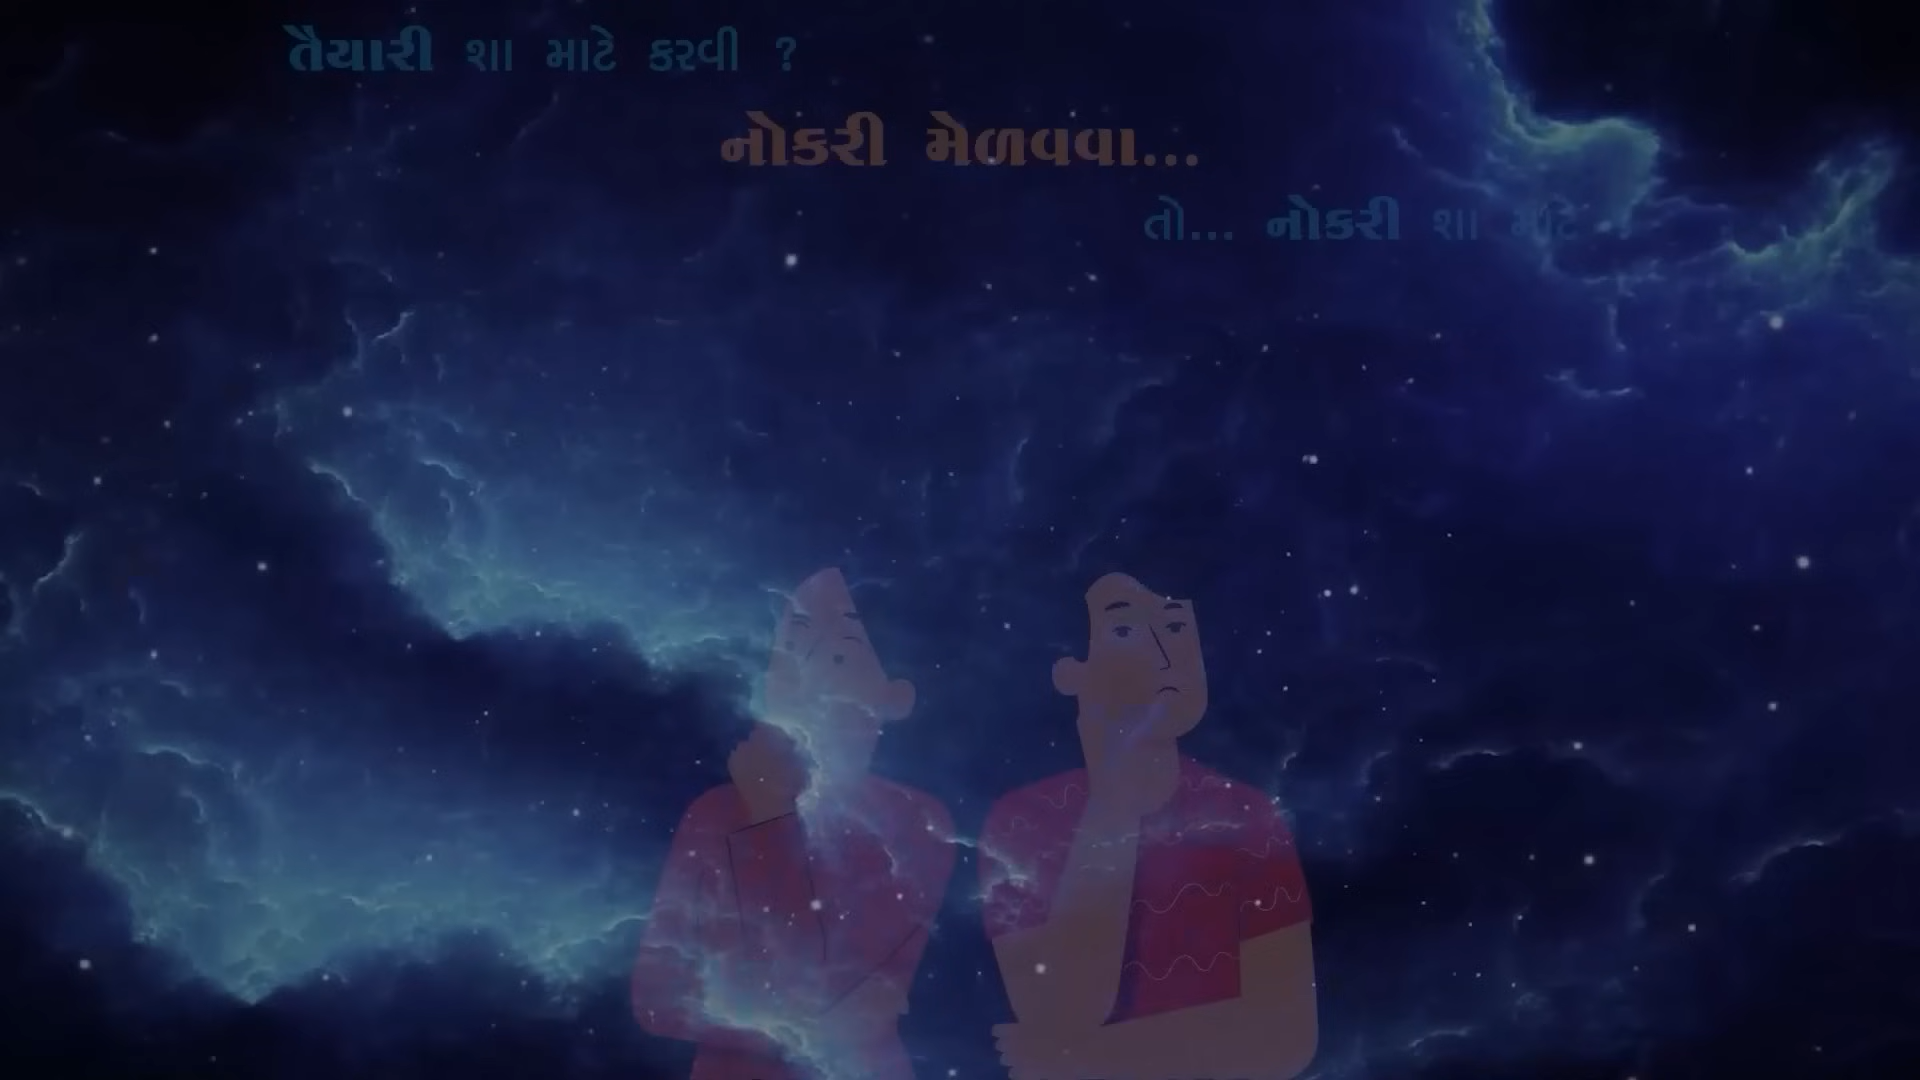 તૈયારી શા માટે કરવી ?
નોકરી મેળવવા...
તો... નોકરી શા માટે